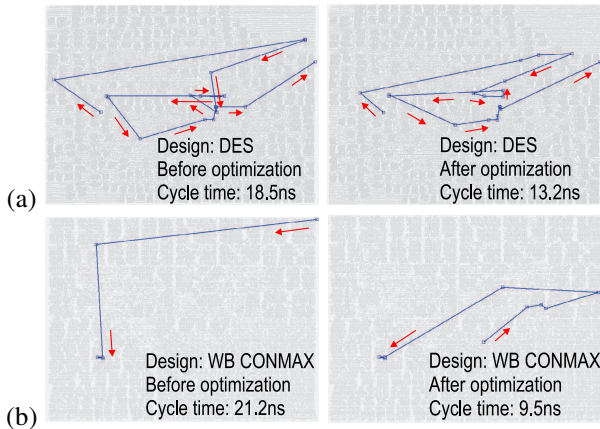 Design: DES
Before optimization
Cycle time: 18.5ns
Design: DES
After optimization
Cycle time: 13.2ns
(a)
Design: WB CONMAX
Before optimization
Cycle time: 21.2ns
Design: WB CONMAX
After optimization
Cycle time: 9.5ns
(b)